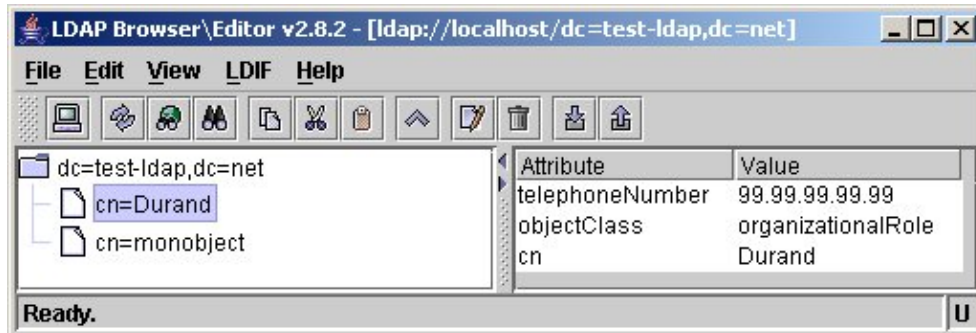 LDAP Browser\Editor v2.8.2 - [ldap://localhost/dc=test-ldap,dc=net]
File Edit View LDIF Help
dc=test-ldap,dc=net
cn=Durand
cn=monobject
Attribute Value
telephoneNumber 99.99.99.99.99
objectClass organizationalRole
cn Durand
Ready. U